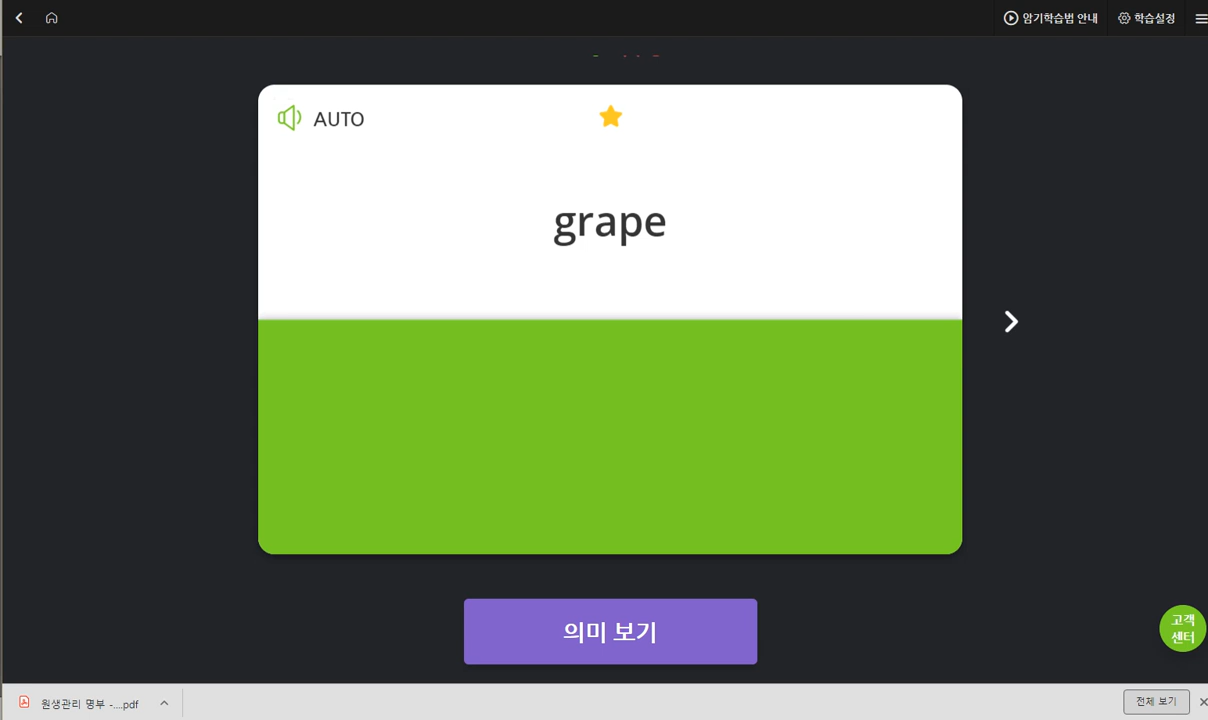 암기학습법 안내
학습설정
AUTO
grape
의미 보기
고객
센터
원생관리 명부 -....pdf
전체 보기